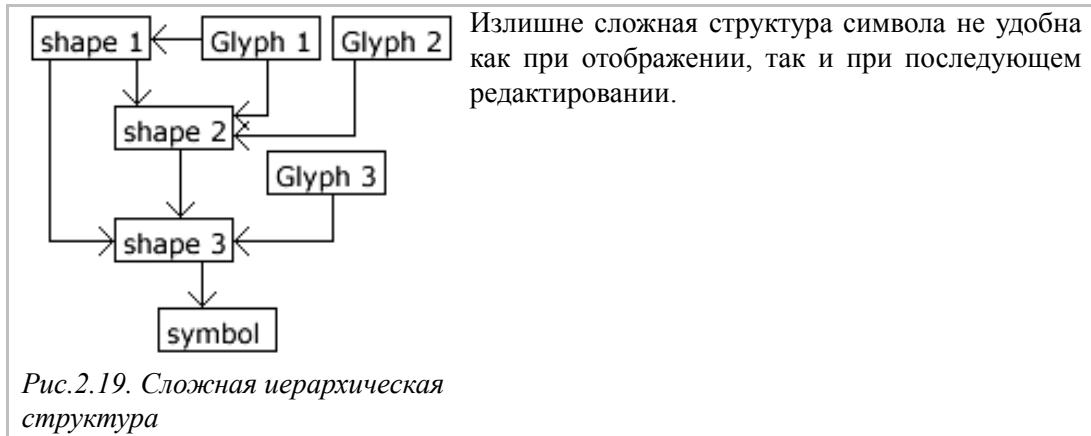 shape 1
Glyph 1
Glyph 2
shape 2
Glyph 3
shape 3
symbol
Рис.2.19. Сложная иерархическая
структура
Излишне сложная структура символа не удобна
как при отображении, так и при последующем
редактировании.